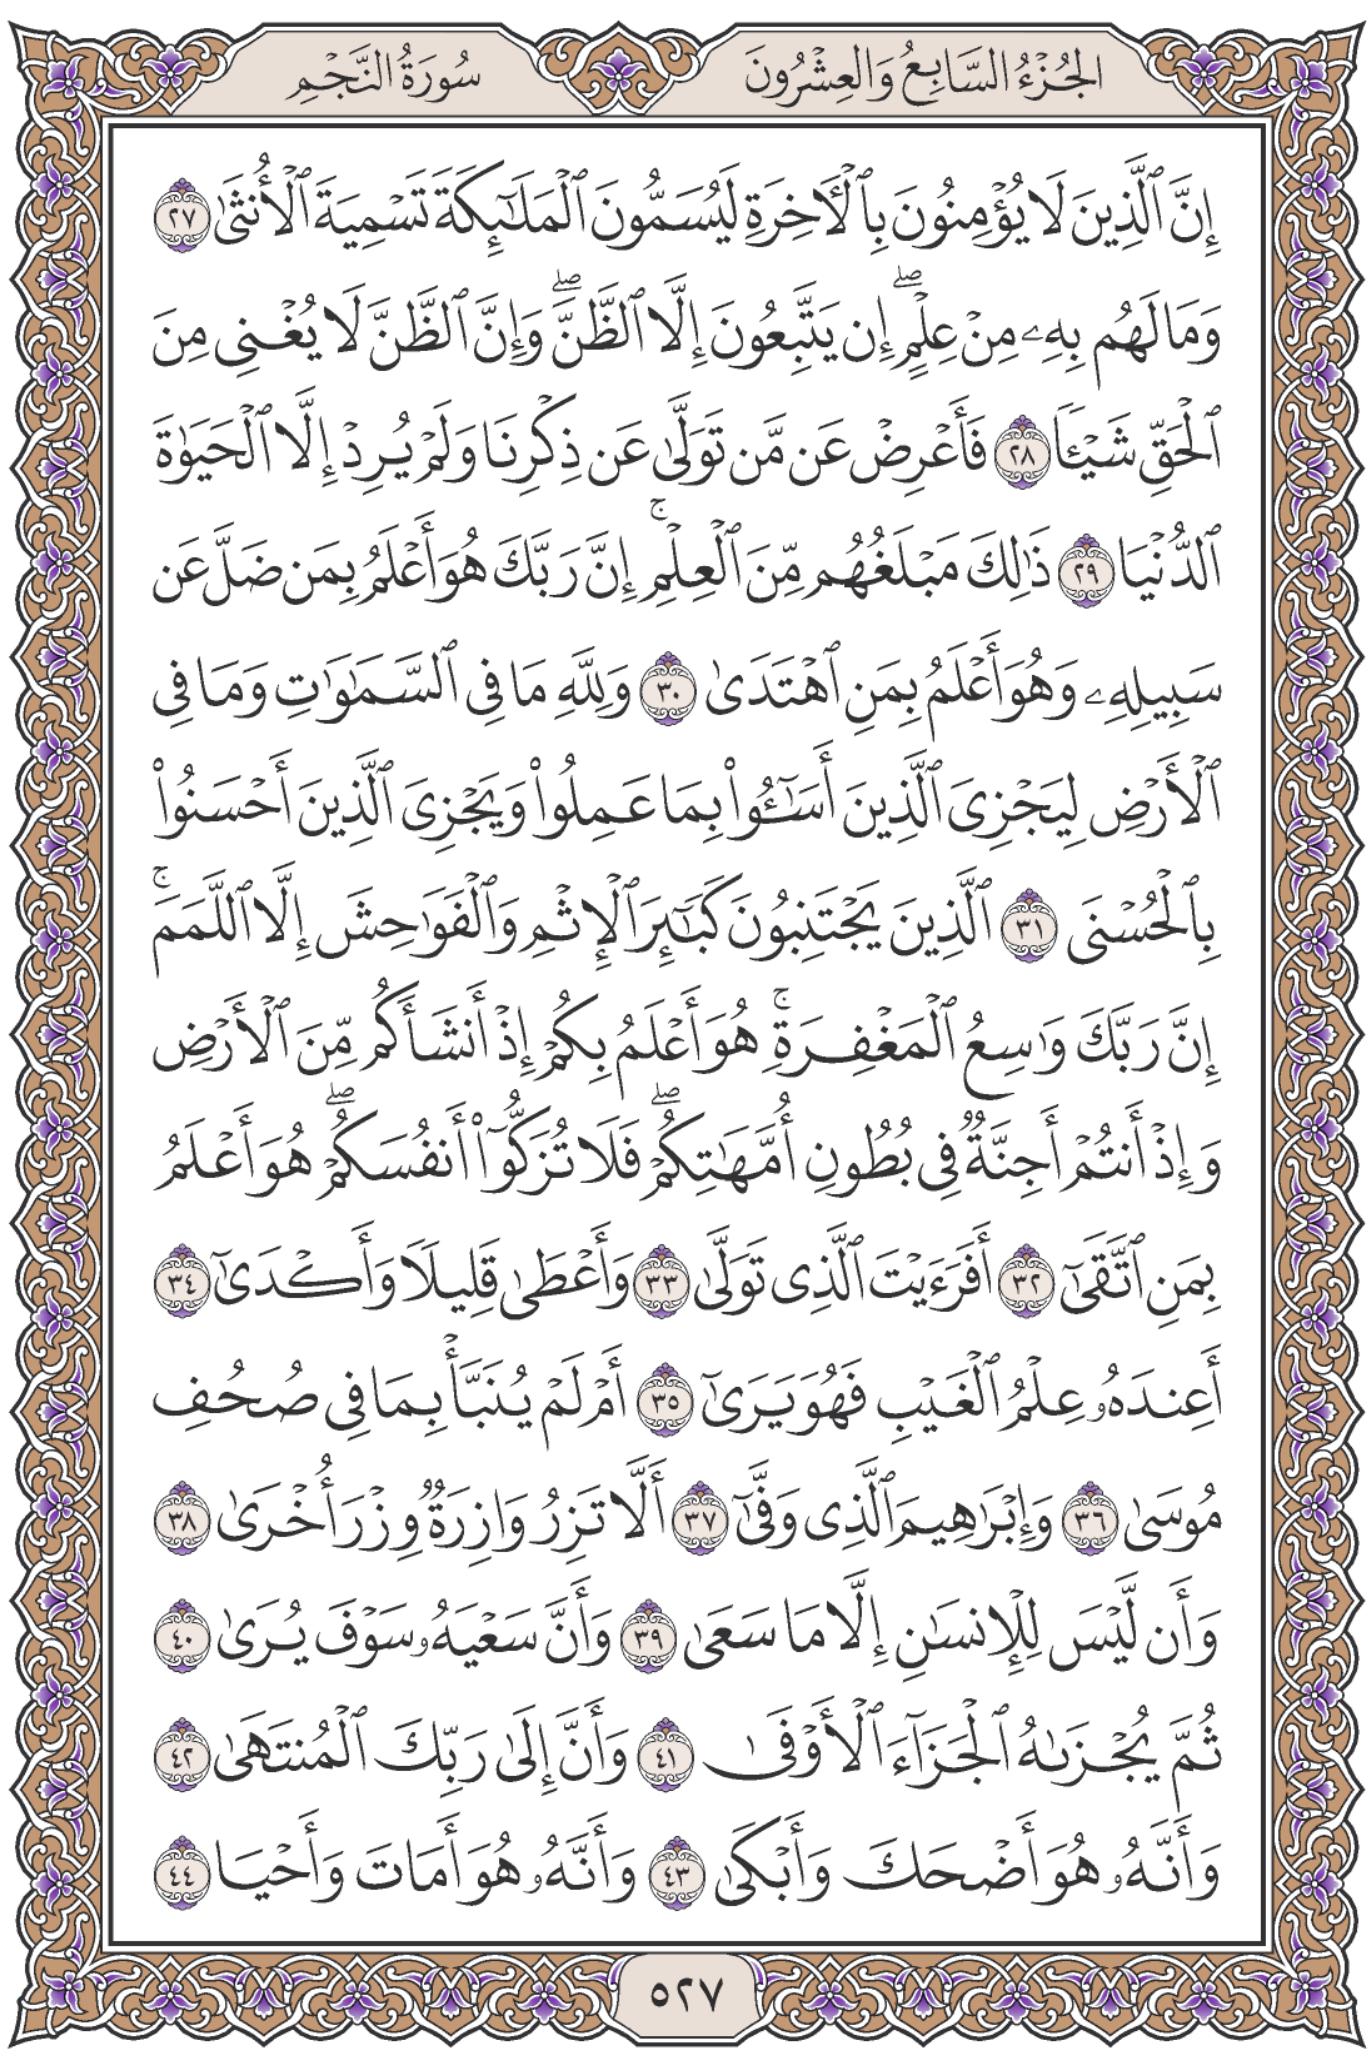 الجُزْءُ السَّابِعُ وَالعِشْرُونَ
سُورَةُ النَّجْمِ
إِنَّ ٱلَّذِينَ لَا يُؤْمِنُونَ بِٱلْأَخِرَةِ لَيُسَمُّونَ ٱلْمَلَٰٓئِكَةَ تَسْمِيَةَ ٱلْأُنثَىٰ ٢٧
وَمَا لَهُم بِهِۦ مِنْ عِلْمٍۖ إِن يَتَّبِعُونَ إِلَّا ٱلظَّنَّۖ وَإِنَّ ٱلظَّنَّ لَا يُغْنِى مِنَ
ٱلْحَقِّ شَيْـًٔا ٢٨ فَأَعْرِضْ عَن مَّن تَوَلَّىٰ عَن ذِكْرِنَا وَلَمْ يُرِدْ إِلَّا ٱلْحَيَوٰةَ
ٱلدُّنْيَا ٢٩ ذَٰلِكَ مَبْلَغُهُم مِّنَ ٱلْعِلْمِۚ إِنَّ رَبَّكَ هُوَ أَعْلَمُ بِمَن ضَلَّ عَن
سَبِيلِهِۦ وَهُوَ أَعْلَمُ بِمَنِ ٱهْتَدَىٰ ٣٠ وَلِلَّهِ مَا فِى ٱلسَّمَٰوَٰتِ وَمَا فِى
ٱلْأَرْضِ لِيَجْزِىَ ٱلَّذِينَ أَسَٰٓـُٔوا۟ بِمَا عَمِلُوا۟ وَيَجْزِىَ ٱلَّذِينَ أَحْسَنُوا۟
بِٱلْحُسْنَى ٣١ ٱلَّذِينَ يَجْتَنِبُونَ كَبَٰٓئِرَ ٱلْإِثْمِ وَٱلْفَوَٰحِشَ إِلَّا ٱللَّمَمَۚ
إِنَّ رَبَّكَ وَٰسِعُ ٱلْمَغْفِرَةِۚ هُوَ أَعْلَمُ بِكُمْ إِذْ أَنشَأَكُم مِّنَ ٱلْأَرْضِ
وَإِذْ أَنتُمْ أَجِنَّةٌ فِى بُطُونِ أُمَّهَٰتِكُمْۖ فَلَا تُزَكُّوٓا۟ أَنفُسَكُمْۖ هُوَ أَعْلَمُ
بِمَنِ ٱتَّقَىٰٓ ٣٢ أَفَرَءَيْتَ ٱلَّذِى تَوَلَّىٰ ٣٣ وَأَعْطَىٰ قَلِيلًا وَأَكْدَىٰٓ ٣٤
أَعِندَهُۥ عِلْمُ ٱلْغَيْبِ فَهُوَ يَرَىٰٓ ٣٥ أَمْ لَمْ يُنَبَّأْ بِمَا فِى صُحُفِ
مُوسَىٰ ٣٦ وَإِبْرَٰهِيمَ ٱلَّذِى وَفَّىٰٓ ٣٧ أَلَّا تَزِرُ وَازِرَةٌ وِزْرَ أُخْرَىٰ ٣٨
وَأَن لَّيْسَ لِلْإِنسَٰنِ إِلَّا مَا سَعَىٰ ٣٩ وَأَنَّ سَعْيَهُۥ سَوْفَ يُرَىٰ ٤٠
ثُمَّ يُجْزَىٰهُ ٱلْجَزَآءَ ٱلْأَوْفَىٰ ٤١ وَأَنَّ إِلَىٰ رَبِّكَ ٱلْمُنتَهَىٰ ٤٢
وَأَنَّهُۥ هُوَ أَضْحَكَ وَأَبْكَىٰ ٤٣ وَأَنَّهُۥ هُوَ أَمَاتَ وَأَحْيَا ٤٤
٥٢٧